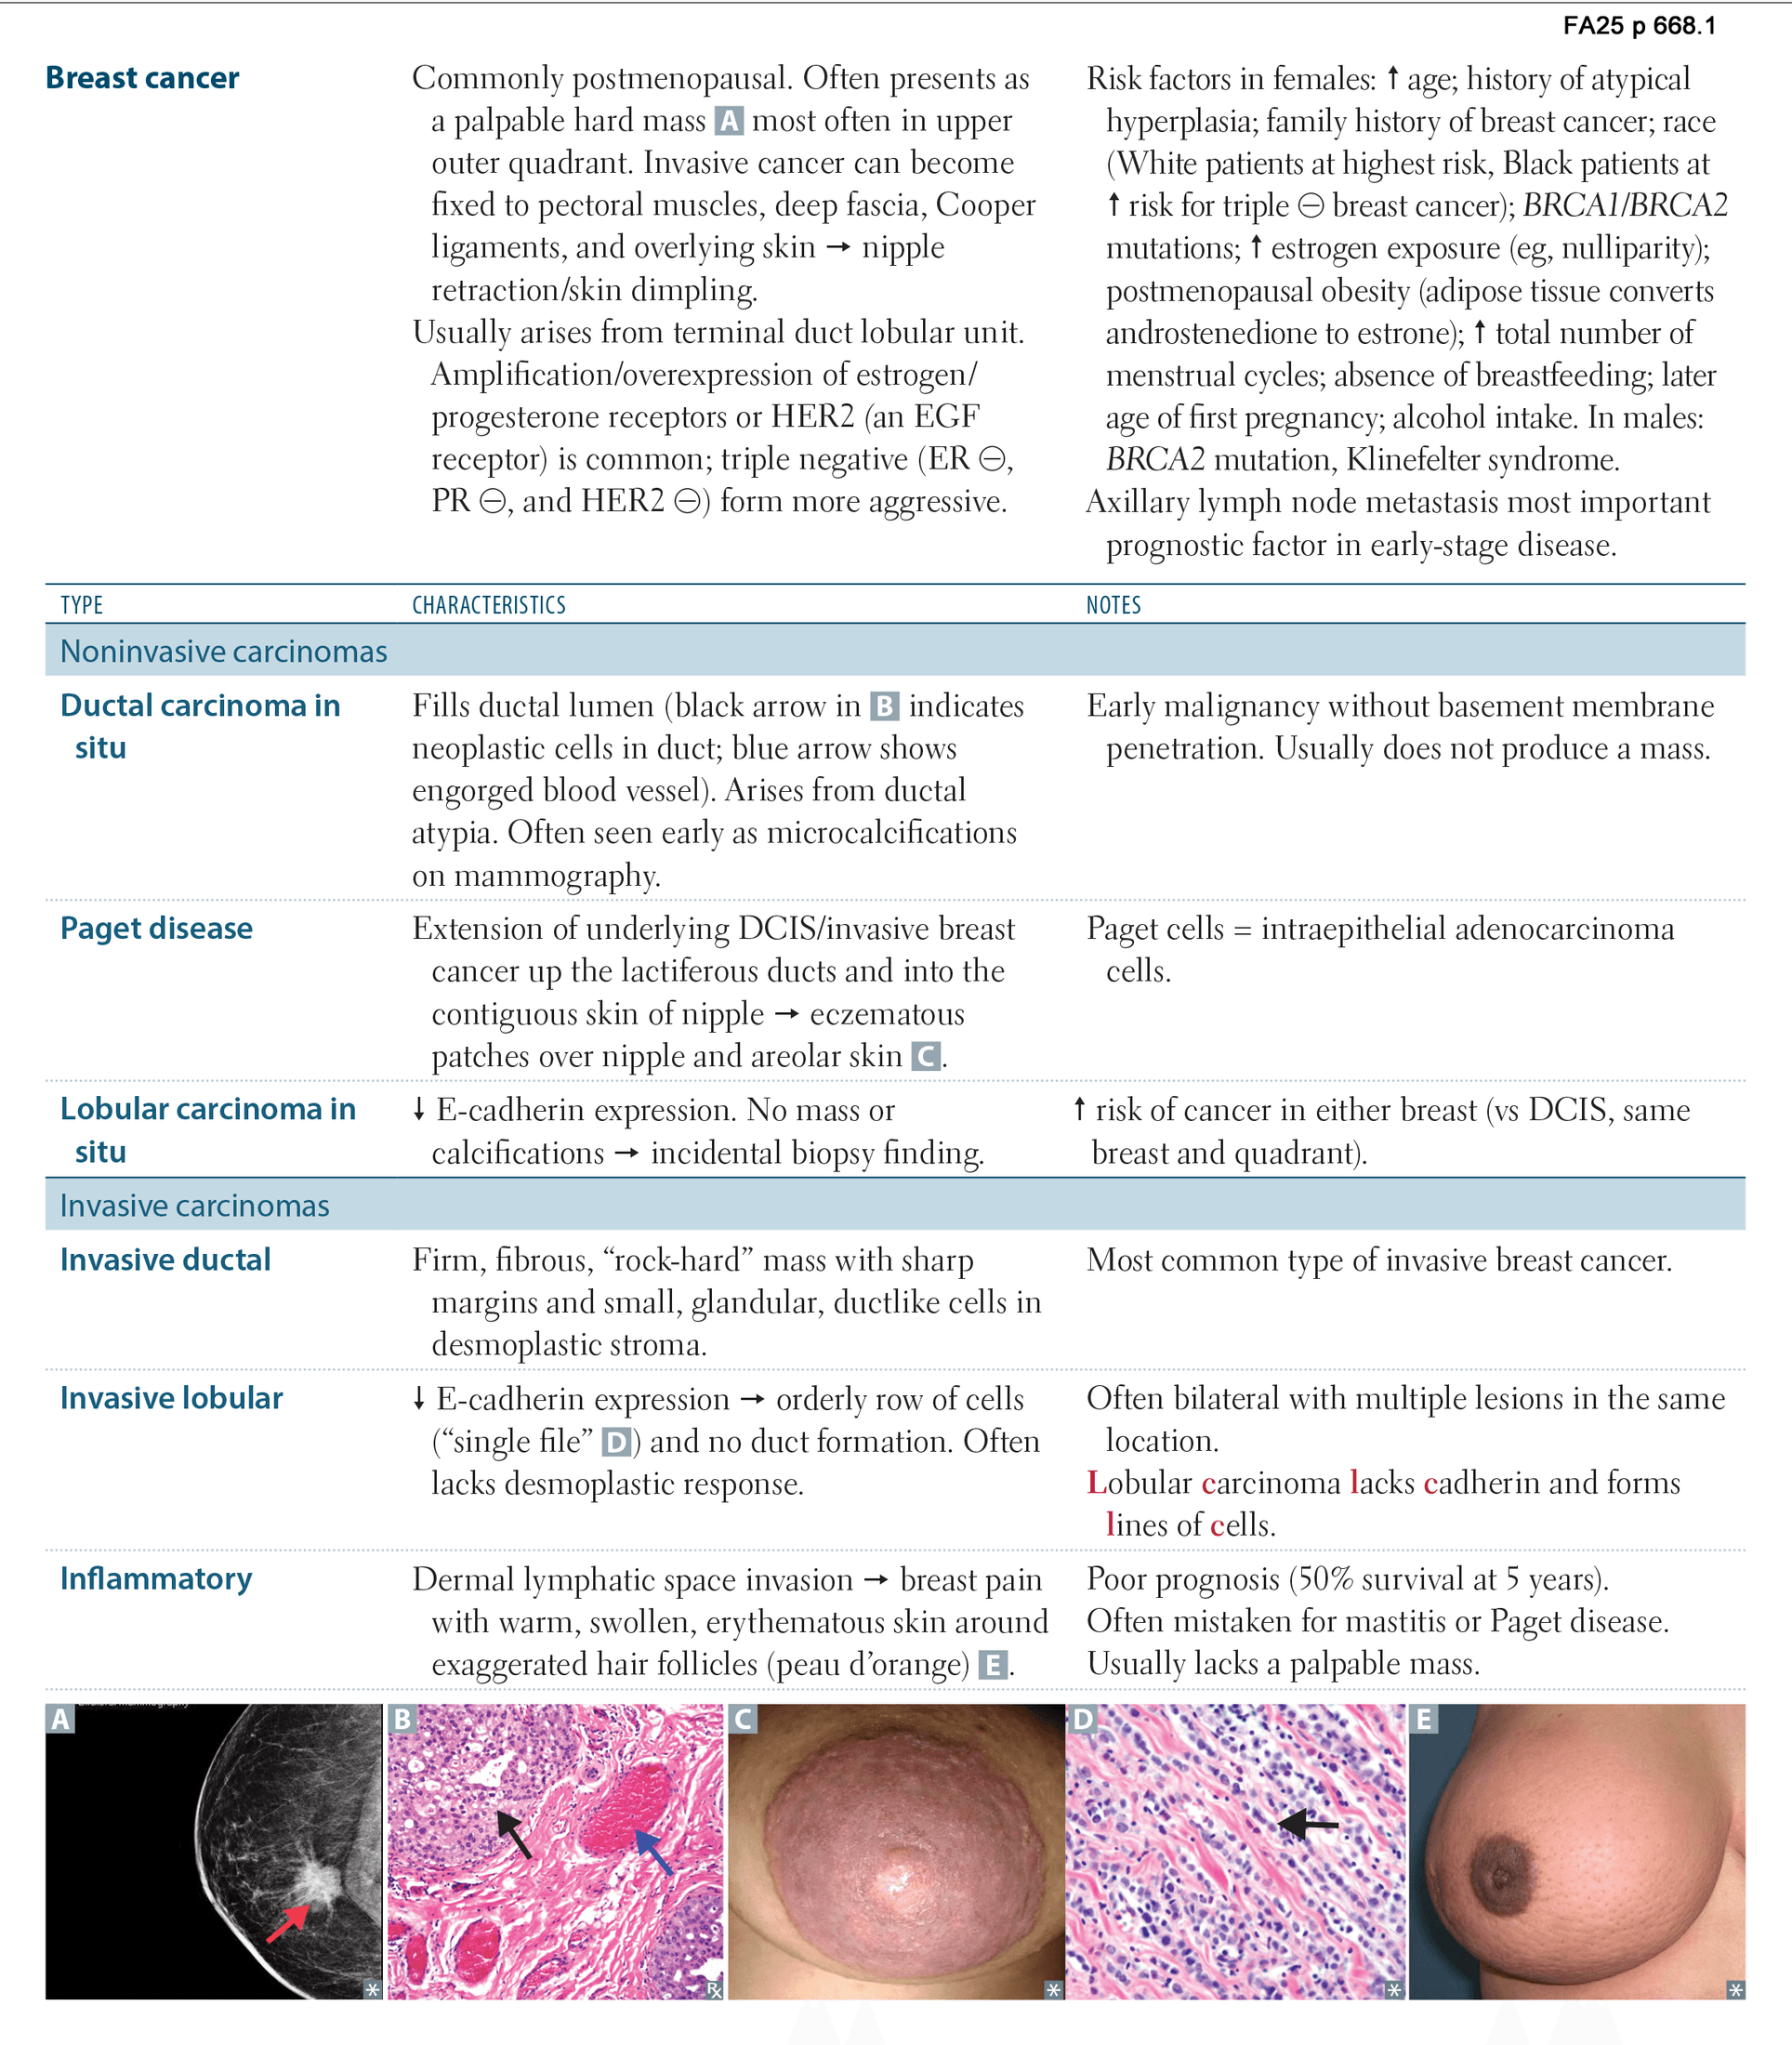 FA25 p 668.1
Breast cancer
Commonly postmenopausal. Often presents as
a palpable hard mass A most often in upper
outer quadrant. Invasive cancer can become
fixed to pectoral muscles, deep fascia, Cooper
ligaments, and overlying skin → nipple
retraction/skin dimpling.
Usually arises from terminal duct lobular unit.
Amplification/overexpression of estrogen/
progesterone receptors or HER2 (an EGF
receptor) is common; triple negative (ER ⊖,
PR ⊖, and HER2 ⊖) form more aggressive.
Risk factors in females: ↑ age; history of atypical
hyperplasia; family history of breast cancer; race
(White patients at highest risk, Black patients at
↑ risk for triple ⊖ breast cancer); BRCA1/BRCA2
mutations; ↑ estrogen exposure (eg, nulliparity);
postmenopausal obesity (adipose tissue converts
androstenedione to estrone); ↑ total number of
menstrual cycles; absence of breastfeeding; later
age of first pregnancy; alcohol intake. In males:
BRCA2 mutation, Klinefelter syndrome.
Axillary lymph node metastasis most important
prognostic factor in early-stage disease.
TYPE
CHARACTERISTICS
NOTES
Noninvasive carcinomas
Ductal carcinoma in
situ
Fills ductal lumen (black arrow in B indicates
neoplastic cells in duct; blue arrow shows
engorged blood vessel). Arises from ductal
atypia. Often seen early as microcalcifications
on mammography.
Early malignancy without basement membrane
penetration. Usually does not produce a mass.
Paget disease
Extension of underlying DCIS/invasive breast
cancer up the lactiferous ducts and into the
contiguous skin of nipple → eczematous
patches over nipple and areolar skin C.
Paget cells = intraepithelial adenocarcinoma
cells.
Lobular carcinoma in
situ
↓ E-cadherin expression. No mass or
calcifications → incidental biopsy finding.
↑ risk of cancer in either breast (vs DCIS, same
breast and quadrant).
Invasive carcinomas
Invasive ductal
Firm, fibrous, “rock-hard” mass with sharp
margins and small, glandular, ductlike cells in
desmoplastic stroma.
Most common type of invasive breast cancer.
Invasive lobular
↓ E-cadherin expression → orderly row of cells
(“single file” D) and no duct formation. Often
lacks desmoplastic response.
Often bilateral with multiple lesions in the same
location.
Lobular carcinoma lacks cadherin and forms
lines of cells.
Inflammatory
Dermal lymphatic space invasion → breast pain
with warm, swollen, erythematous skin around
exaggerated hair follicles (peau d’orange) E.
Poor prognosis (50% survival at 5 years).
Often mistaken for mastitis or Paget disease.
Usually lacks a palpable mass.
A
B
C
D
E